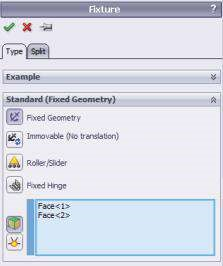 Fixture ?
Type Split
Example
Standard (Fixed Geometry)
Fixed Geometry
Immovable (No translation)
Roller/Slider
Fixed Hinge
Face<1>
Face<2>